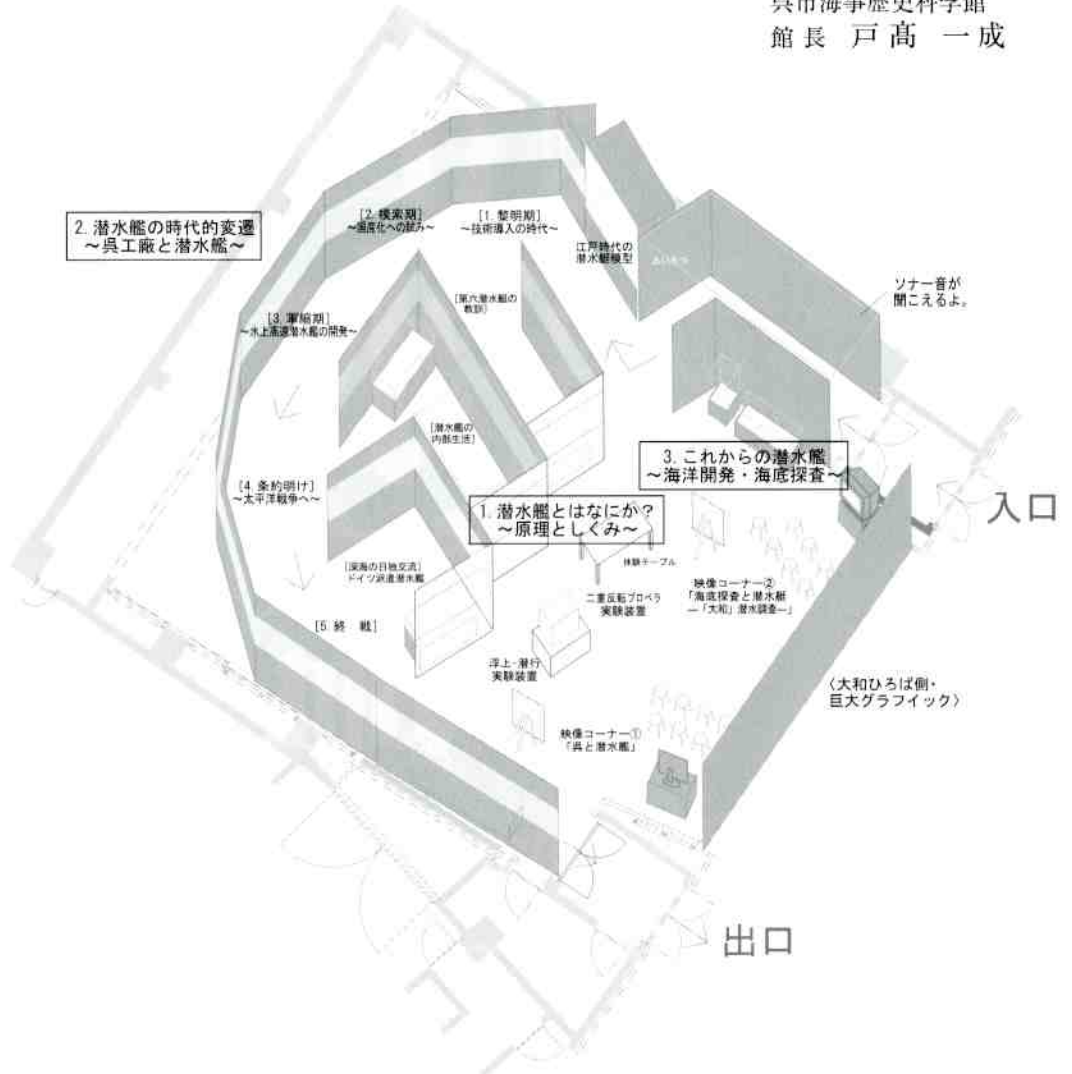 呉市海事歴史科学館
館長 戸髙 一成
2. 潜水艦の時代的変遷
～呉工廠と潜水艦～
[2. 模索期]
～国産化への試み～
[1. 黎明期]
～技術導入の時代～
江戸時代の
潜水艇模型
ごあいさつ
ソナー音が
聞こえるよ。
[3. 軍縮期]
～水上高速潜水艦の開発～
[第六潜水艇の
教訓]
[潜水艦の
内部生活]
3. これからの潜水艦
～海洋開発・海底探査～
[4. 条約明け]
～太平洋戦争へ～
1. 潜水艦とはなにか？
～原理としくみ～
入口
体験テーブル
[深海の日独交流]
ドイツ派遣潜水艦
二重反転プロペラ
実験装置
映像コーナー②
「海底探査と潜水艇
―「大和」潜水調査―」
[5. 終 戦]
浮上・潜行
実験装置
〈大和ひろば側・
巨大グラフイック〉
映像コーナー①
「呉と潜水艦」
出口